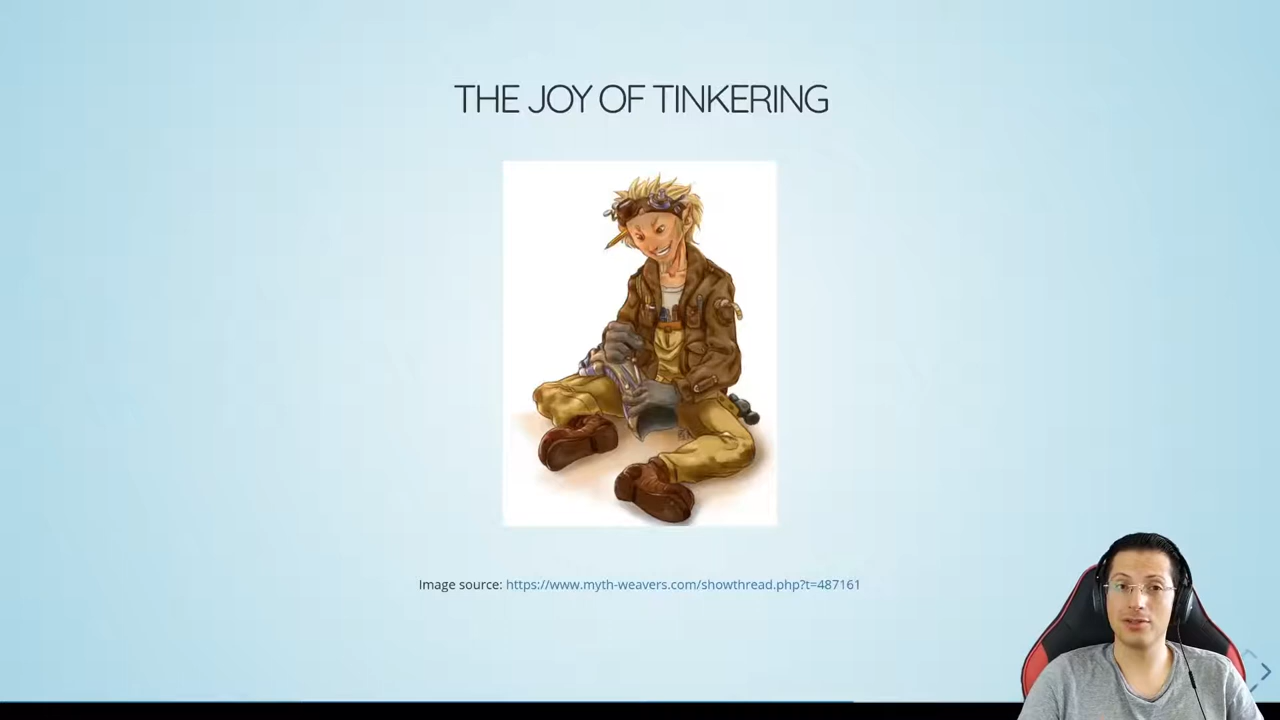 THE JOY OF TINKERING
Image source: https://www.myth-weavers.com/showthread.php?t=487161